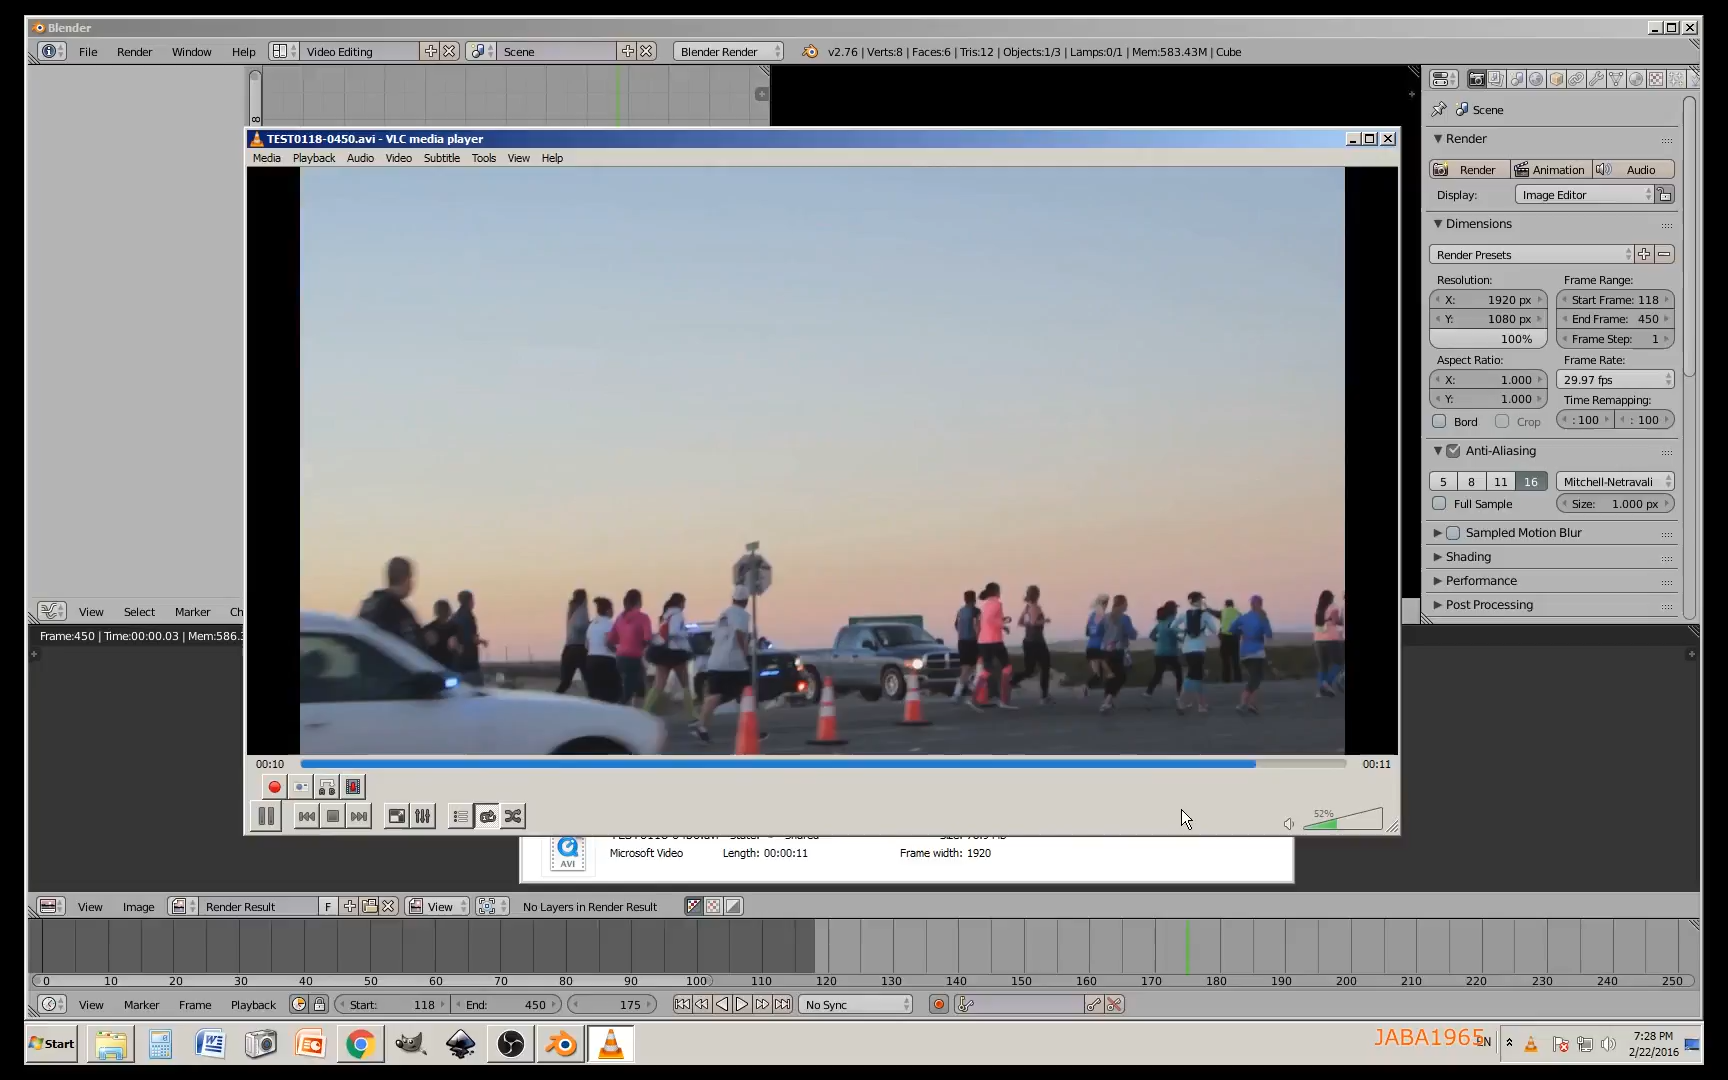 Blender
File Render Window Help Video Editing Scene Blender Render v2.76 | Verts:8 | Faces:6 | Tris:12 | Objects:1/3 | Lamps:0/1 | Mem:583.43M | Cube
Scene
TEST0118-0450.avi - VLC media player
Media Playback Audio Video Subtitle Tools View Help
Render
Render Animation Audio
Display: Image Editor
Dimensions
Render Presets
Resolution: Frame Range:
X: 1920 px Start Frame: 118
Y: 1080 px End Frame: 450
100% Frame Step: 1
Aspect Ratio: Frame Rate:
X: 1.000 29.97 fps
Y: 1.000 Time Remapping:
Bord Crop : 100 : 100
Anti-Aliasing
5 8 11 16 Mitchell-Netravali
Full Sample Size: 1.000 px
Sampled Motion Blur
Shading
Performance
Post Processing
View Select Marker Ch
Frame:450 | Time:00:00.03 | Mem:586.3
00:10 00:11
52%
AVI Microsoft Video Length: 00:00:11 Frame width: 1920
View Image Render Result F View No Layers in Render Result
0 10 20 30 40 50 60 70 80 90 100 110 120 130 140 150 160 170 180 190 200 210 220 230 240 250
View Marker Frame Playback Start: 118 End: 450 175 No Sync
Start JABA1965 EN 7:28 PM
2/22/2016